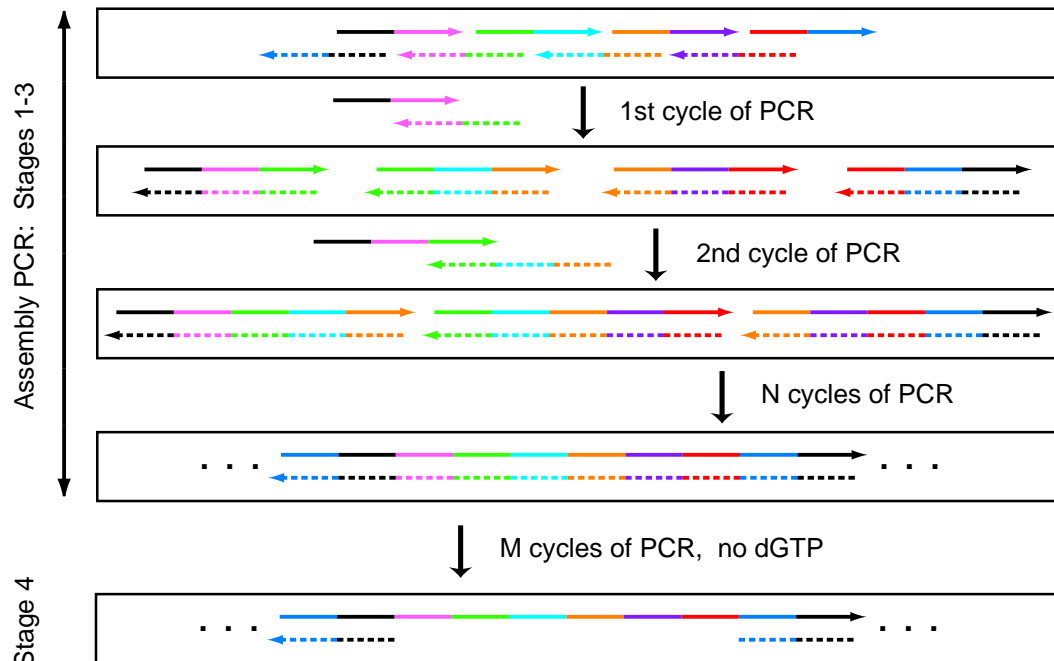 Assembly PCR: Stages 1-3
1st cycle of PCR
2nd cycle of PCR
N cycles of PCR
. . .
. . .
M cycles of PCR, no dGTP
Stage 4
. . .
. . .